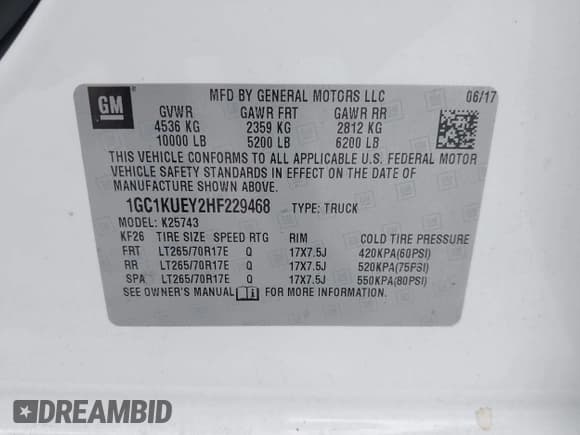 GM
MFD BY GENERAL MOTORS LLC 06/17
GVWR GAWR FRT GAWR RR
4536 KG 2359 KG 2812 KG
10000 LB 5200 LB 6200 LB
THIS VEHICLE CONFORMS TO ALL APPLICABLE U.S. FEDERAL MOTOR
VEHICLE SAFETY STANDARDS IN EFFECT ON THE DATE OF
MANUFACTURE SHOWN ABOVE.
1GC1KUEY2HF229468 TYPE: TRUCK
MODEL: K25743
KF26 TIRE SIZE SPEED RTG RIM COLD TIRE PRESSURE
FRT LT265/70R17E Q 17X7.5J 420KPA(60PSI)
RR LT265/70R17E Q 17X7.5J 520KPA(75PSI)
SPA LT265/70R17E Q 17X7.5J 550KPA(80PSI)
SEE OWNER'S MANUAL FOR MORE INFORMATION
DREAMBID